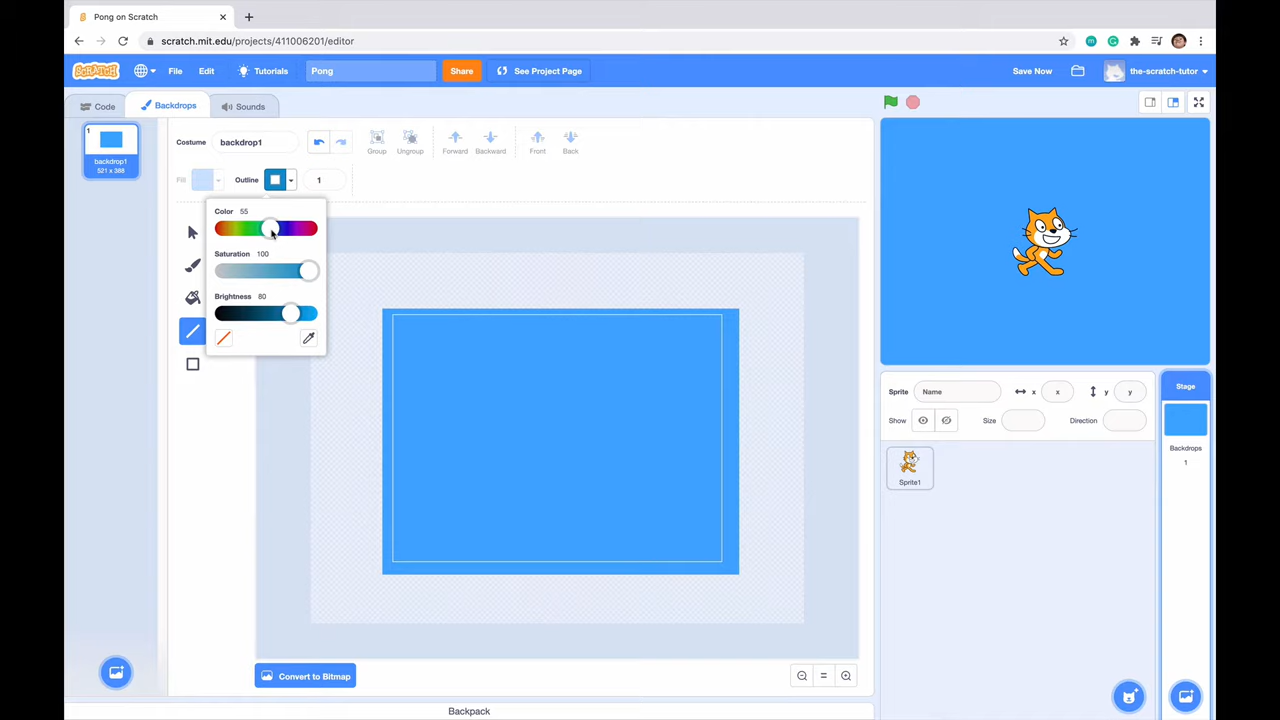 Pong on Scratch
scratch.mit.edu/projects/411006201/editor
SCRATCH File Edit Tutorials Pong Share See Project Page Save Now the-scratch-tutor
Code Backdrops Sounds
1
backdrop1
521 x 388
Costume backdrop1 Group Ungroup Forward Backward Front Back
Fill Outline 1
Color 55
Saturation 100
Brightness 80
Convert to Bitmap
Backpack
Sprite Name x x y y
Show Size Direction
Sprite1
Stage
Backdrops
1